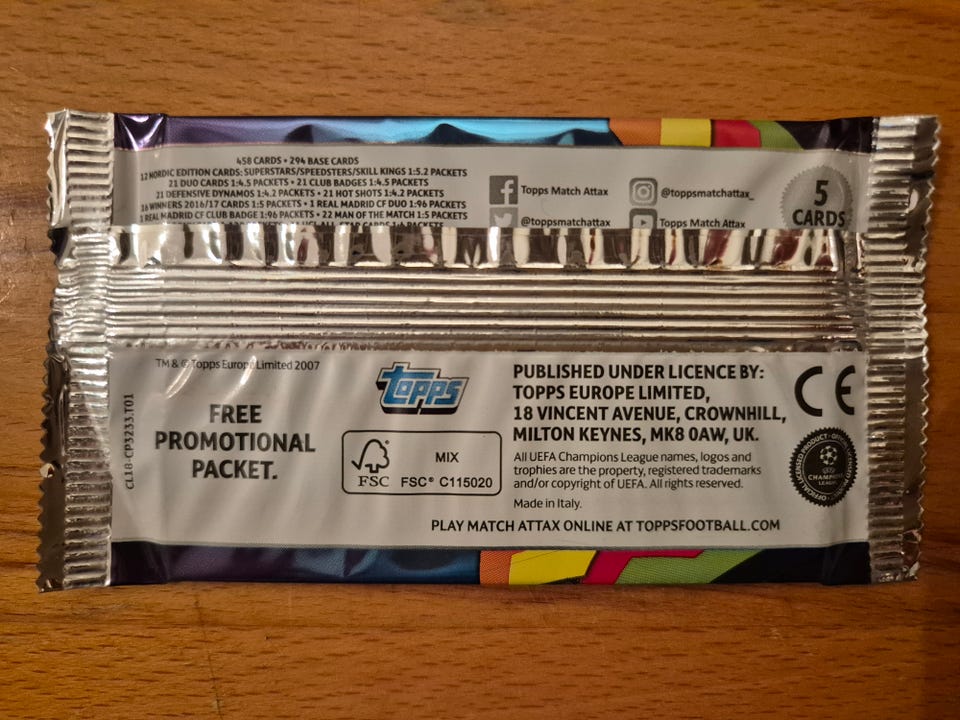 458 CARDS • 294 BASE CARDS
12 NORDIC EDITION CARDS: SUPERSTARS/SPEEDSTERS/SKILL KINGS 1:5.2 PACKETS
21 DUO CARDS 1:4.5 PACKETS • 21 CLUB BADGES 1:4.5 PACKETS
21 DEFENSIVE DYNAMOS 1:4.2 PACKETS • 21 HOT SHOTS 1:4.2 PACKETS
16 WINNERS 2016/17 CARDS 1:5 PACKETS • 1 REAL MADRID CF DUO 1:96 PACKETS
1 REAL MADRID CF CLUB BADGE 1:96 PACKETS • 22 MAN OF THE MATCH 1:5 PACKETS
Topps Match Attax
@toppsmatchattax_
@toppsmatchattax
Topps Match Attax
5
CARDS
TM & © Topps Europe Limited 2007
FREE
PROMOTIONAL
PACKET.
CL18-CP3233.T01
topps
FSC
MIX
FSC® C115020
PUBLISHED UNDER LICENCE BY:
TOPPS EUROPE LIMITED,
18 VINCENT AVENUE, CROWNHILL,
MILTON KEYNES, MK8 0AW, UK.
All UEFA Champions League names, logos and
trophies are the property, registered trademarks
and/or copyright of UEFA. All rights reserved.
Made in Italy.
PLAY MATCH ATTAX ONLINE AT TOPPSFOOTBALL.COM
CE
OFFICIAL LICENSED PRODUCT
CHAMPIONS
LEAGUE